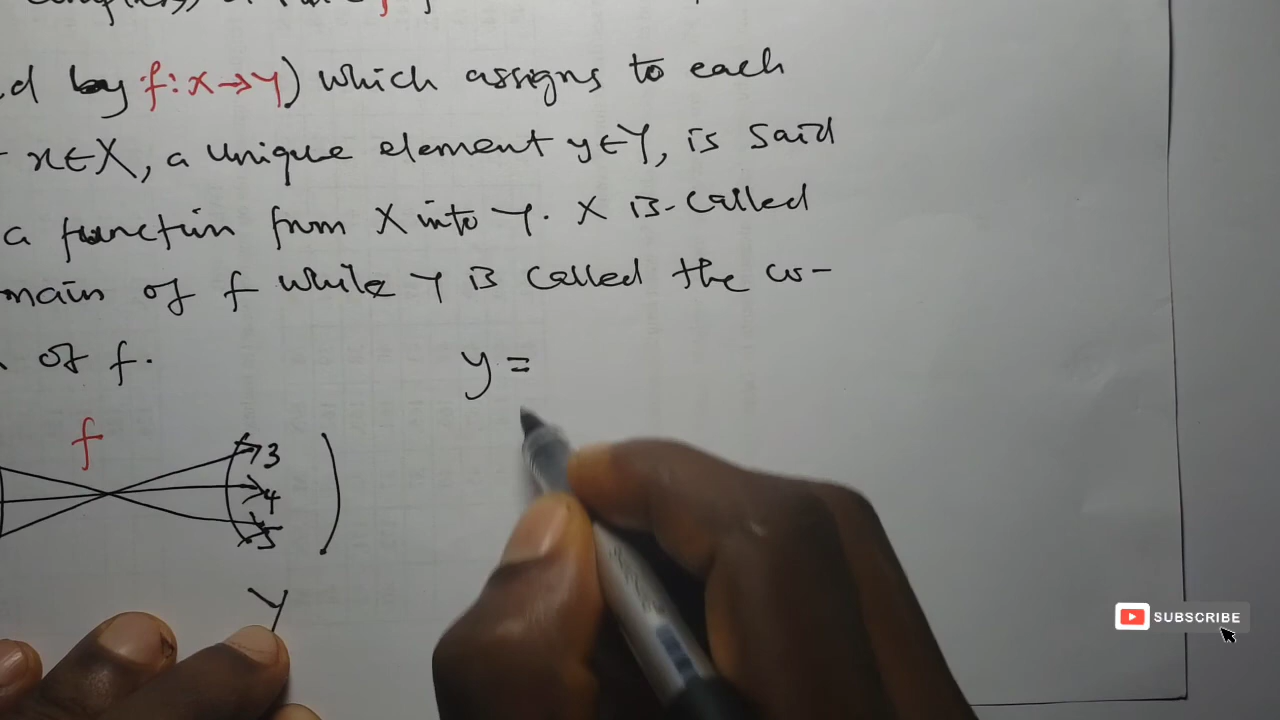 d by f:X→Y) which assigns to each
x∈X, a unique element y∈Y, is said
a function from X into Y. X is called
main of f while Y is called the co-
of f.
y =
f
3
4
5
Y
SUBSCRIBE